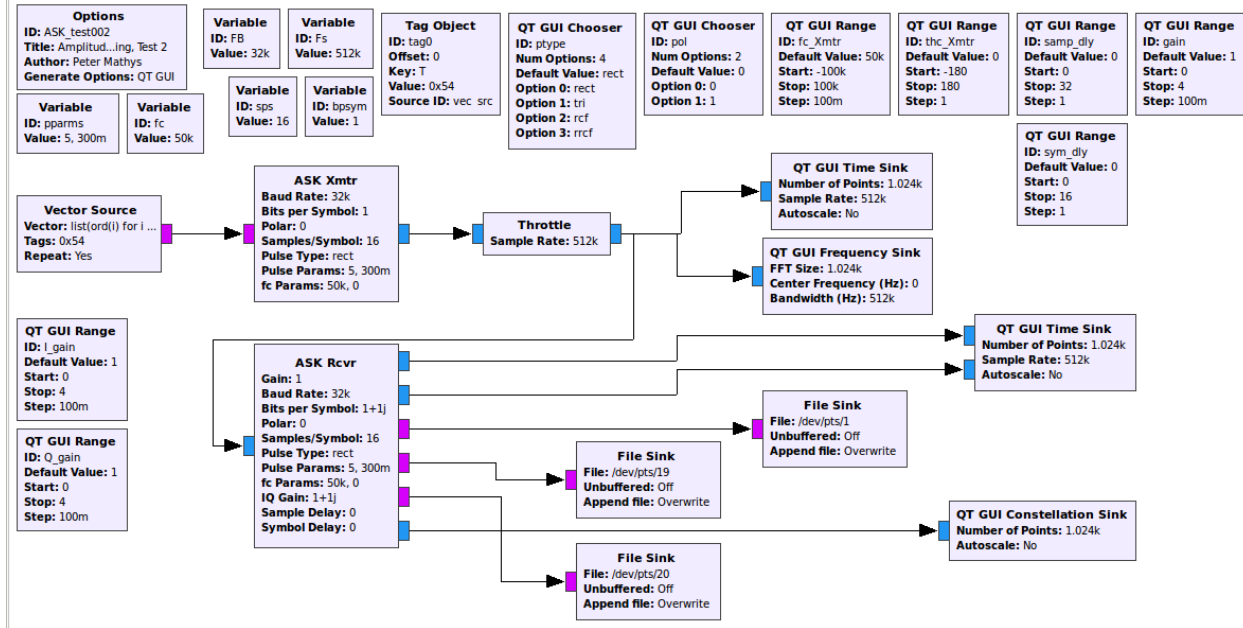 Options
ID: ASK_test002
Title: Amplitud...ing, Test 2
Author: Peter Mathys
Generate Options: QT GUI
Variable
ID: FB
Value: 32k
Variable
ID: Fs
Value: 512k
Tag Object
ID: tag0
Offset: 0
Key: T
Value: 0x54
Source ID: vec_src
QT GUI Chooser
ID: ptype
Num Options: 4
Default Value: rect
Option 0: rect
Option 1: tri
Option 2: rcf
Option 3: rrcf
QT GUI Chooser
ID: pol
Num Options: 2
Default Value: 0
Option 0: 0
Option 1: 1
QT GUI Range
ID: fc_Xmtr
Default Value: 50k
Start: -100k
Stop: 100k
Step: 100m
QT GUI Range
ID: thc_Xmtr
Default Value: 0
Start: -180
Stop: 180
Step: 1
QT GUI Range
ID: samp_dly
Default Value: 0
Start: 0
Stop: 32
Step: 1
QT GUI Range
ID: gain
Default Value: 1
Start: 0
Stop: 4
Step: 100m
Variable
ID: pparms
Value: 5, 300m
Variable
ID: fc
Value: 50k
Variable
ID: sps
Value: 16
Variable
ID: bpsym
Value: 1
QT GUI Range
ID: sym_dly
Default Value: 0
Start: 0
Stop: 16
Step: 1
Vector Source
Vector: list(ord(i) for i ...
Tags: 0x54
Repeat: Yes
ASK Xmtr
Baud Rate: 32k
Bits per Symbol: 1
Polar: 0
Samples/Symbol: 16
Pulse Type: rect
Pulse Params: 5, 300m
fc Params: 50k, 0
Throttle
Sample Rate: 512k
QT GUI Time Sink
Number of Points: 1.024k
Sample Rate: 512k
Autoscale: No
QT GUI Frequency Sink
FFT Size: 1.024k
Center Frequency (Hz): 0
Bandwidth (Hz): 512k
QT GUI Range
ID: I_gain
Default Value: 1
Start: 0
Stop: 4
Step: 100m
QT GUI Range
ID: Q_gain
Default Value: 1
Start: 0
Stop: 4
Step: 100m
ASK Rcvr
Gain: 1
Baud Rate: 32k
Bits per Symbol: 1+1j
Polar: 0
Samples/Symbol: 16
Pulse Type: rect
Pulse Params: 5, 300m
fc Params: 50k, 0
IQ Gain: 1+1j
Sample Delay: 0
Symbol Delay: 0
QT GUI Time Sink
Number of Points: 1.024k
Sample Rate: 512k
Autoscale: No
File Sink
File: /dev/pts/1
Unbuffered: Off
Append file: Overwrite
File Sink
File: /dev/pts/19
Unbuffered: Off
Append file: Overwrite
QT GUI Constellation Sink
Number of Points: 1.024k
Autoscale: No
File Sink
File: /dev/pts/20
Unbuffered: Off
Append file: Overwrite